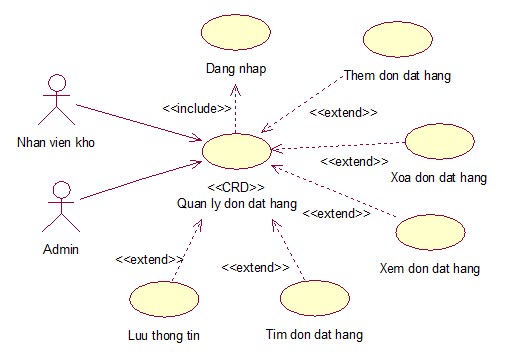 Dang nhap
Them don dat hang
<<include>>
<<extend>>
Nhan vien kho
<<extend>>
Xoa don dat hang
<<CRD>>
Quan ly don dat hang
<<extend>>
Admin
Xem don dat hang
<<extend>>
<<extend>>
Luu thong tin
Tim don dat hang